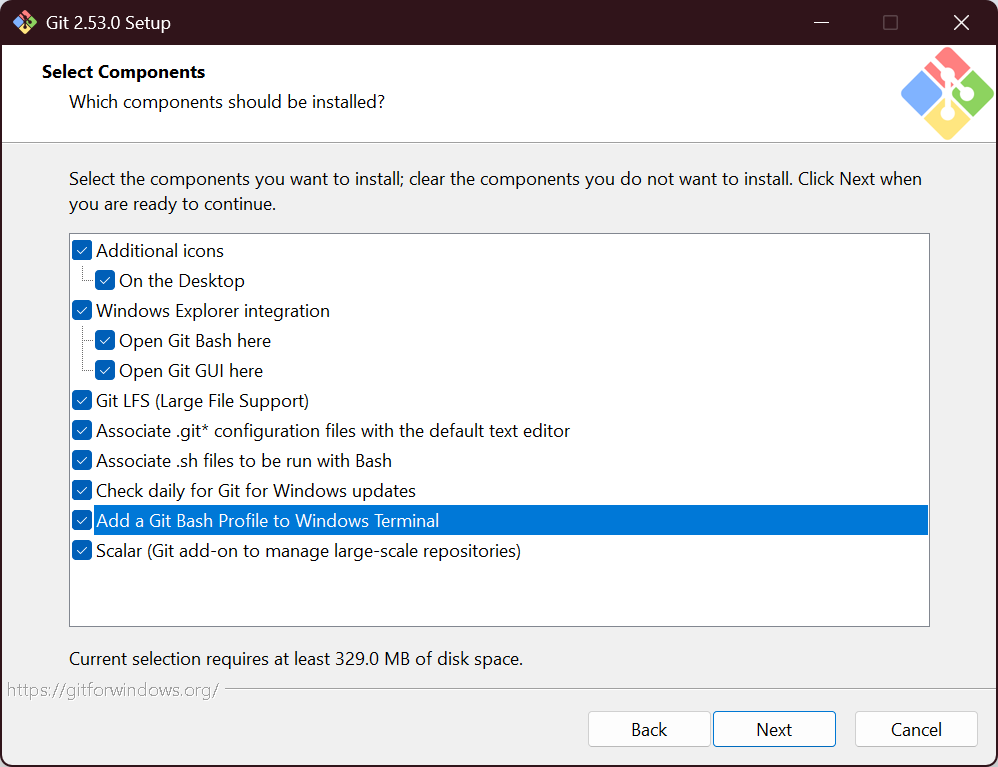 Git 2.53.0 Setup
Select Components
Which components should be installed?
Select the components you want to install; clear the components you do not want to install. Click Next when
you are ready to continue.
Additional icons
On the Desktop
Windows Explorer integration
Open Git Bash here
Open Git GUI here
Git LFS (Large File Support)
Associate .git* configuration files with the default text editor
Associate .sh files to be run with Bash
Check daily for Git for Windows updates
Add a Git Bash Profile to Windows Terminal
Scalar (Git add-on to manage large-scale repositories)
Current selection requires at least 329.0 MB of disk space.
https://gitforwindows.org/
Back Next Cancel